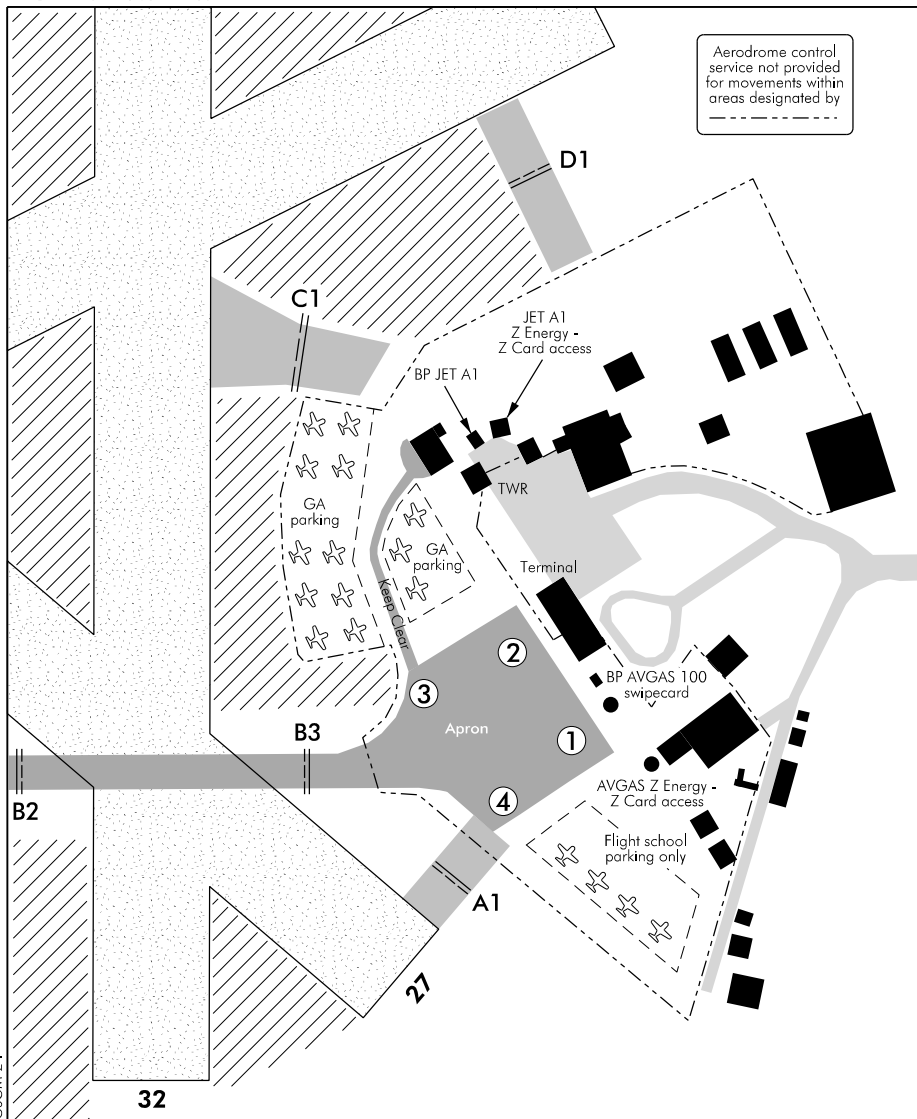 Aerodrome control
service not provided
for movements within
areas designated by
D1
C1
JET A1
Z Energy -
Z Card access
BP JET A1
GA
parking
TWR
GA
parking
Terminal
Keep Clear
2
BP AVGAS 100
swipecard
3
Apron
1
B3
B2
4
AVGAS Z Energy -
Z Card access
Flight school
parking only
A1
27
32